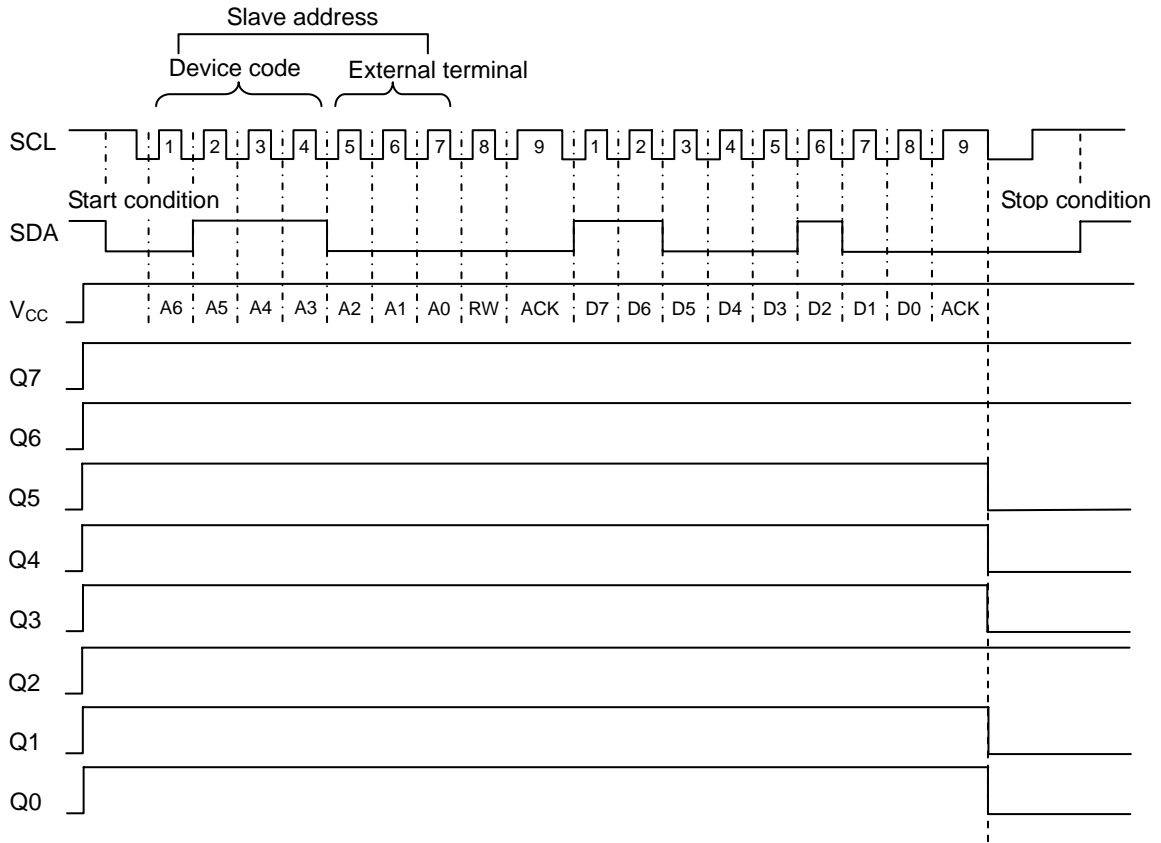 Slave address
Device code External terminal
SCL 1 2 3 4 5 6 7 8 9 1 2 3 4 5 6 7 8 9
Start condition Stop condition
SDA
VCC A6 A5 A4 A3 A2 A1 A0 RW ACK D7 D6 D5 D4 D3 D2 D1 D0 ACK
Q7
Q6
Q5
Q4
Q3
Q2
Q1
Q0